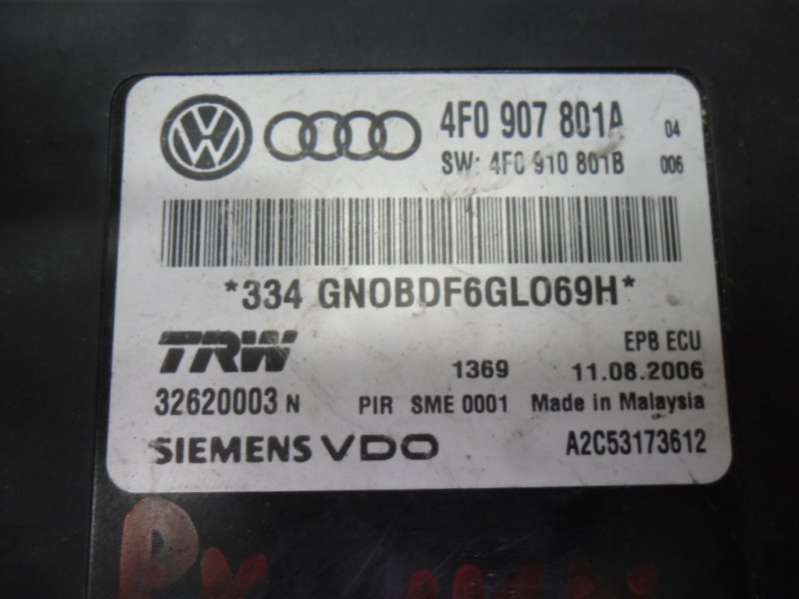 VW 4F0 907 801A 04
SW: 4F0 910 801B 006
*334 GN0BDF6GL069H*
TRW EPB ECU
1369 11.08.2006
32620003 N PIR SME 0001 Made in Malaysia
SIEMENS VDO A2C53173612